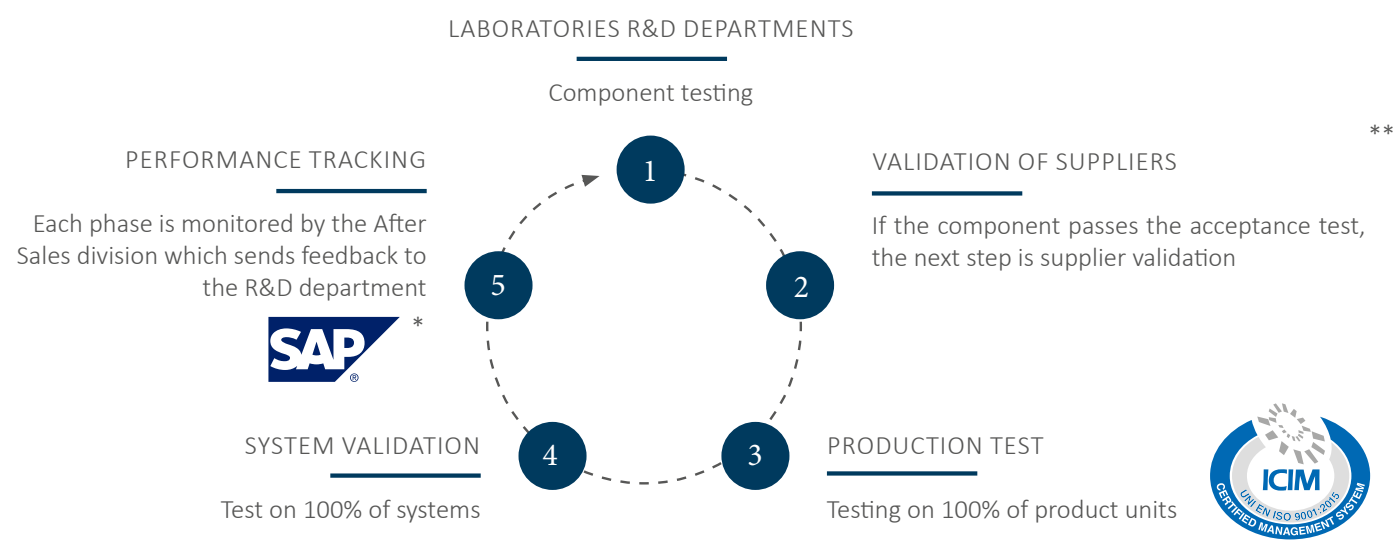 LABORATORIES R&D DEPARTMENTS
Component testing
1
**
VALIDATION OF SUPPLIERS
If the component passes the acceptance test,
the next step is supplier validation
2
PRODUCTION TEST
Testing on 100% of product units
3
ICIM
UNI EN ISO 9001:2015
CERTIFIED MANAGEMENT SYSTEM
SYSTEM VALIDATION
Test on 100% of systems
4
PERFORMANCE TRACKING
Each phase is monitored by the After
Sales division which sends feedback to
the R&D department
5
SAP ® *